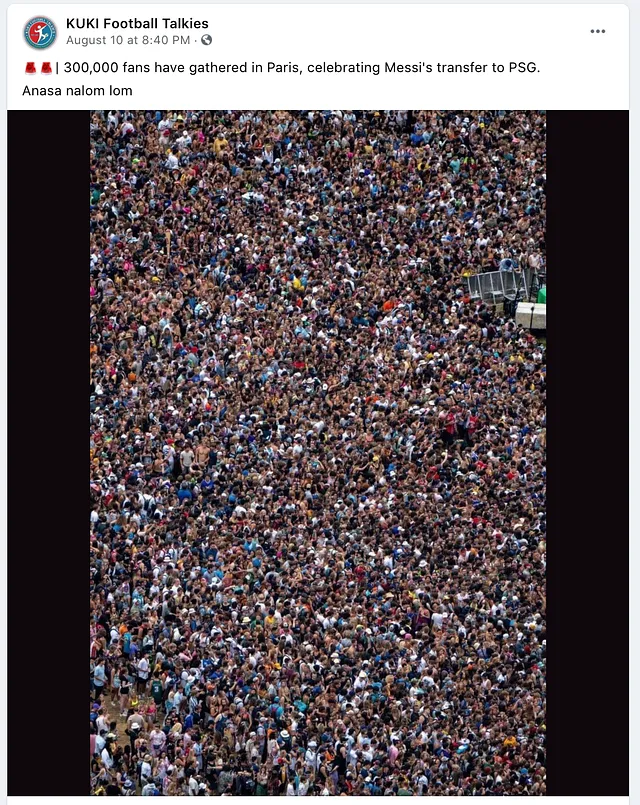 KUKI Football Talkies
August 10 at 8:40 PM ·
| 300,000 fans have gathered in Paris, celebrating Messi's transfer to PSG.
Anasa nalom lom